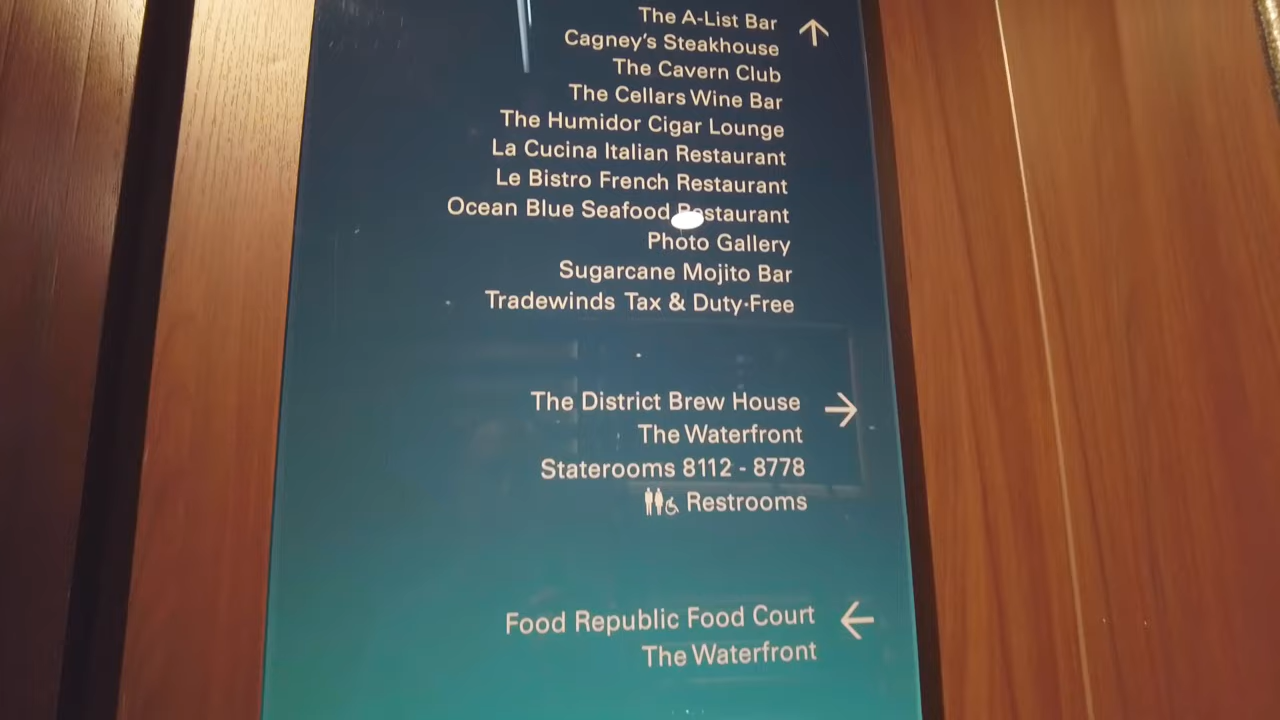 The A-List Bar ↑
Cagney's Steakhouse
The Cavern Club
The Cellars Wine Bar
The Humidor Cigar Lounge
La Cucina Italian Restaurant
Le Bistro French Restaurant
Ocean Blue Seafood Restaurant
Photo Gallery
Sugarcane Mojito Bar
Tradewinds Tax & Duty-Free
The District Brew House →
The Waterfront
Staterooms 8112 - 8778
Restrooms
Food Republic Food Court ←
The Waterfront